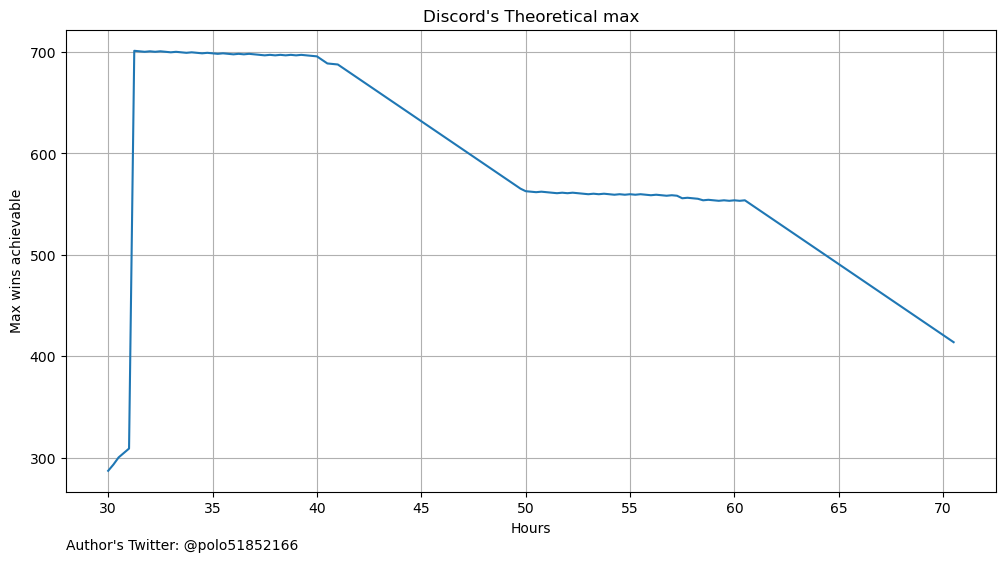 Discord's Theoretical max
Max wins achievable
700
600
500
400
300
30 35 40 45 50 55 60 65 70
Hours
Author's Twitter: @polo51852166